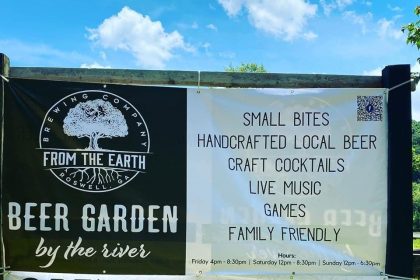 BREWING COMPANY
FROM THE EARTH
ROSWELL, GA
BEER GARDEN
by the river
SMALL BITES
HANDCRAFTED LOCAL BEER
CRAFT COCKTAILS
LIVE MUSIC
GAMES
FAMILY FRIENDLY
Hours:
Friday 4pm - 8:30pm | Saturday 12pm - 8:30pm | Sunday 12pm - 6:30pm